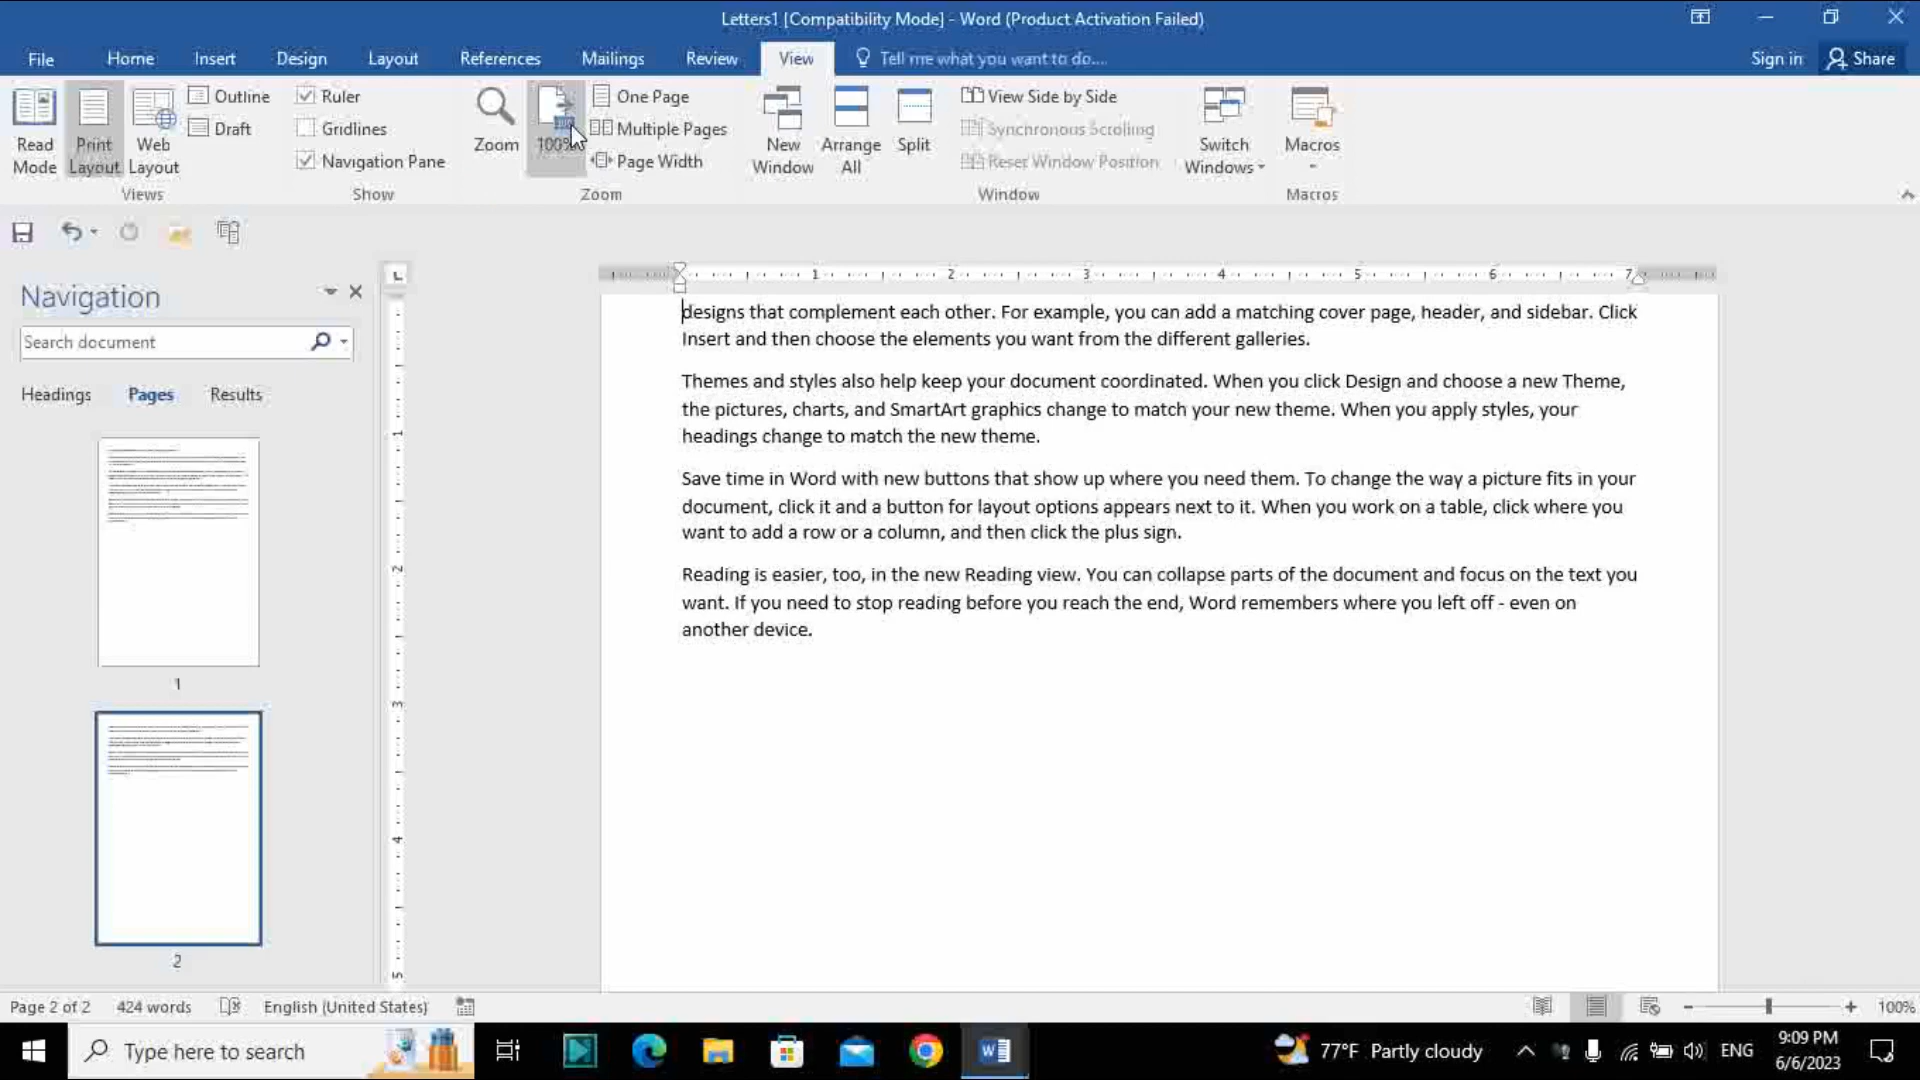 Letters1 [Compatibility Mode] - Word (Product Activation Failed)
File Home Insert Design Layout References Mailings Review View Tell me what you want to do.... Sign in Share
Read Mode
Print Layout
Web Layout
Outline
Draft
Views
Ruler
Gridlines
Navigation Pane
Show
Zoom
100%
One Page
Multiple Pages
Page Width
Zoom
New Window
Arrange All
Split
View Side by Side
Synchronous Scrolling
Reset Window Position
Window
Switch Windows
Macros
Macros
Navigation
Search document
Headings Pages Results
1
2
L
1 2 3 4 5 6 7
1
2
3
4
5
designs that complement each other. For example, you can add a matching cover page, header, and sidebar. Click
Insert and then choose the elements you want from the different galleries.
Themes and styles also help keep your document coordinated. When you click Design and choose a new Theme,
the pictures, charts, and SmartArt graphics change to match your new theme. When you apply styles, your
headings change to match the new theme.
Save time in Word with new buttons that show up where you need them. To change the way a picture fits in your
document, click it and a button for layout options appears next to it. When you work on a table, click where you
want to add a row or a column, and then click the plus sign.
Reading is easier, too, in the new Reading view. You can collapse parts of the document and focus on the text you
want. If you need to stop reading before you reach the end, Word remembers where you left off - even on
another device.
Page 2 of 2 424 words English (United States) 100%
Type here to search
77°F Partly cloudy
ENG
9:09 PM
6/6/2023